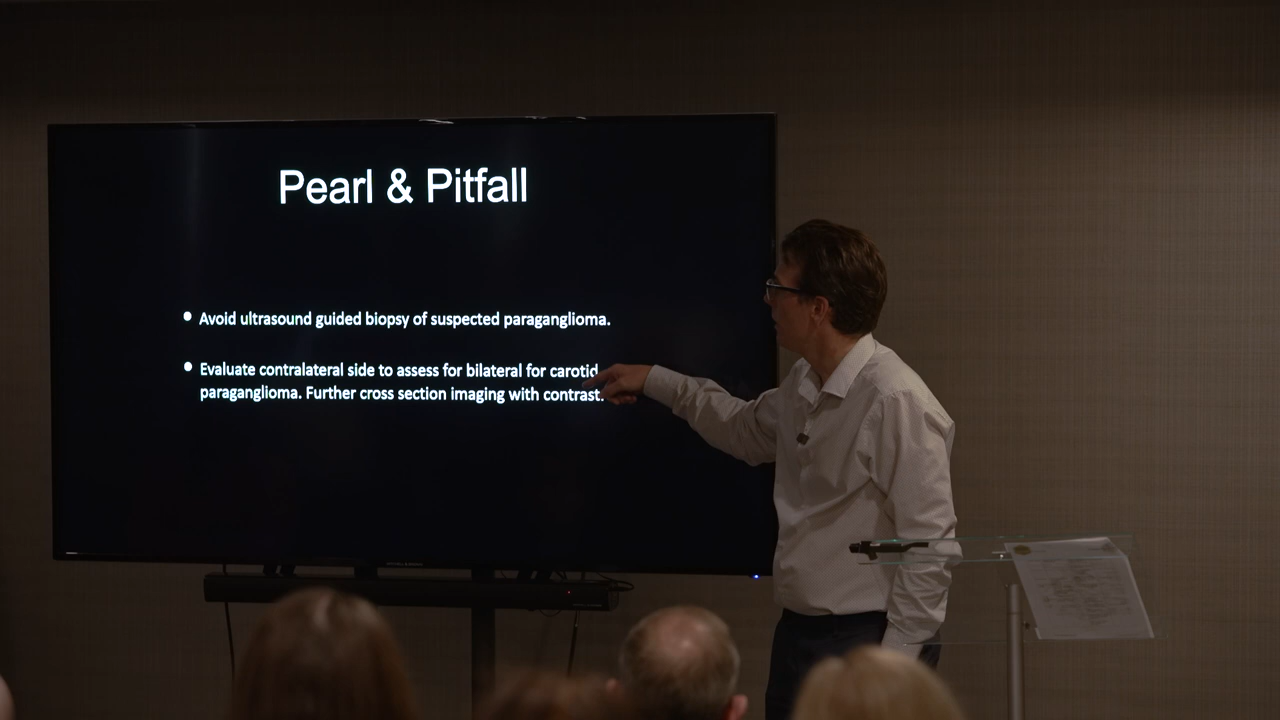 Pearl & Pitfall
• Avoid ultrasound guided biopsy of suspected paraganglioma.
• Evaluate contralateral side to assess for bilateral for carotid
paraganglioma. Further cross section imaging with contrast.